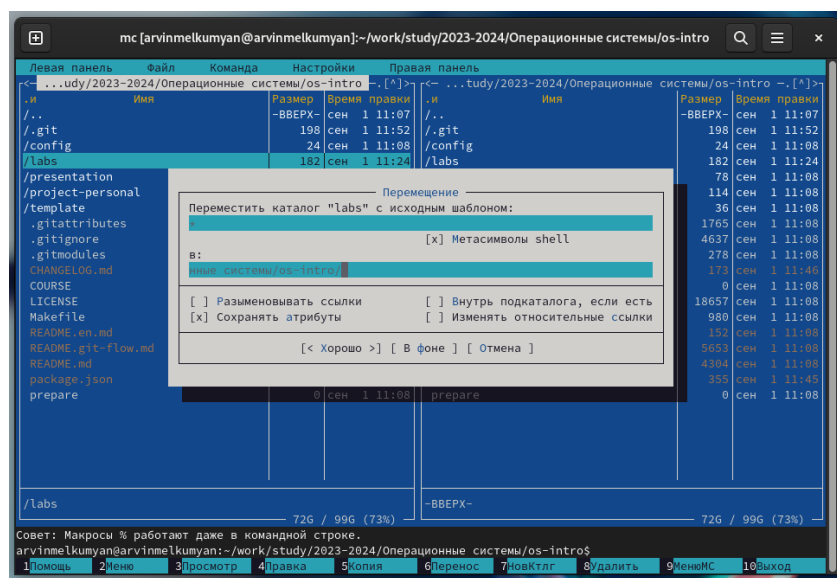 mc [arvinmelkumyan@arvinmelkumyan]:~/work/study/2023-2024/Операционные системы/os-intro
Левая панель Файл Команда Настройки Правая панель
<— ...udy/2023-2024/Операционные системы/os-intro —.[^]> <— ...tudy/2023-2024/Операционные системы/os-intro —.[^]>
.и Имя Размер Время правки .и Имя Размер Время правки
/.. -ВВЕРХ- сен 1 11:07 /.. -ВВЕРХ- сен 1 11:07
/.git 198 сен 1 11:52 /.git 198 сен 1 11:52
/config 24 сен 1 11:08 /config 24 сен 1 11:08
/labs 182 сен 1 11:24 /labs 182 сен 1 11:24
/presentation 78 сен 1 11:08
/project-personal 114 сен 1 11:08
/template 36 сен 1 11:08
.gitattributes 1765 сен 1 11:08
.gitignore 4637 сен 1 11:08
.gitmodules 278 сен 1 11:08
CHANGELOG.md 173 сен 1 11:46
COURSE 0 сен 1 11:08
LICENSE 18657 сен 1 11:08
Makefile 980 сен 1 11:08
README.en.md 152 сен 1 11:08
README.git-flow.md 5653 сен 1 11:08
README.md 4304 сен 1 11:08
package.json 355 сен 1 11:45
prepare 0 сен 1 11:08 prepare 0 сен 1 11:08
Перемещение
Переместить каталог "labs" с исходным шаблоном:
*
[x] Метасимволы shell
в:
нные системы/os-intro/
[ ] Разыменовывать ссылки [ ] Внутрь подкаталога, если есть
[x] Сохранять атрибуты [ ] Изменять относительные ссылки
[< Хорошо >] [ В фоне ] [ Отмена ]
/labs -ВВЕРХ-
72G / 99G (73%) 72G / 99G (73%)
Совет: Макросы % работают даже в командной строке.
arvinmelkumyan@arvinmelkumyan:~/work/study/2023-2024/Операционные системы/os-intro$
1Помощь 2Меню 3Просмотр 4Правка 5Копия 6Перенос 7НовКтлг 8Удалить 9МенюМС 10Выход